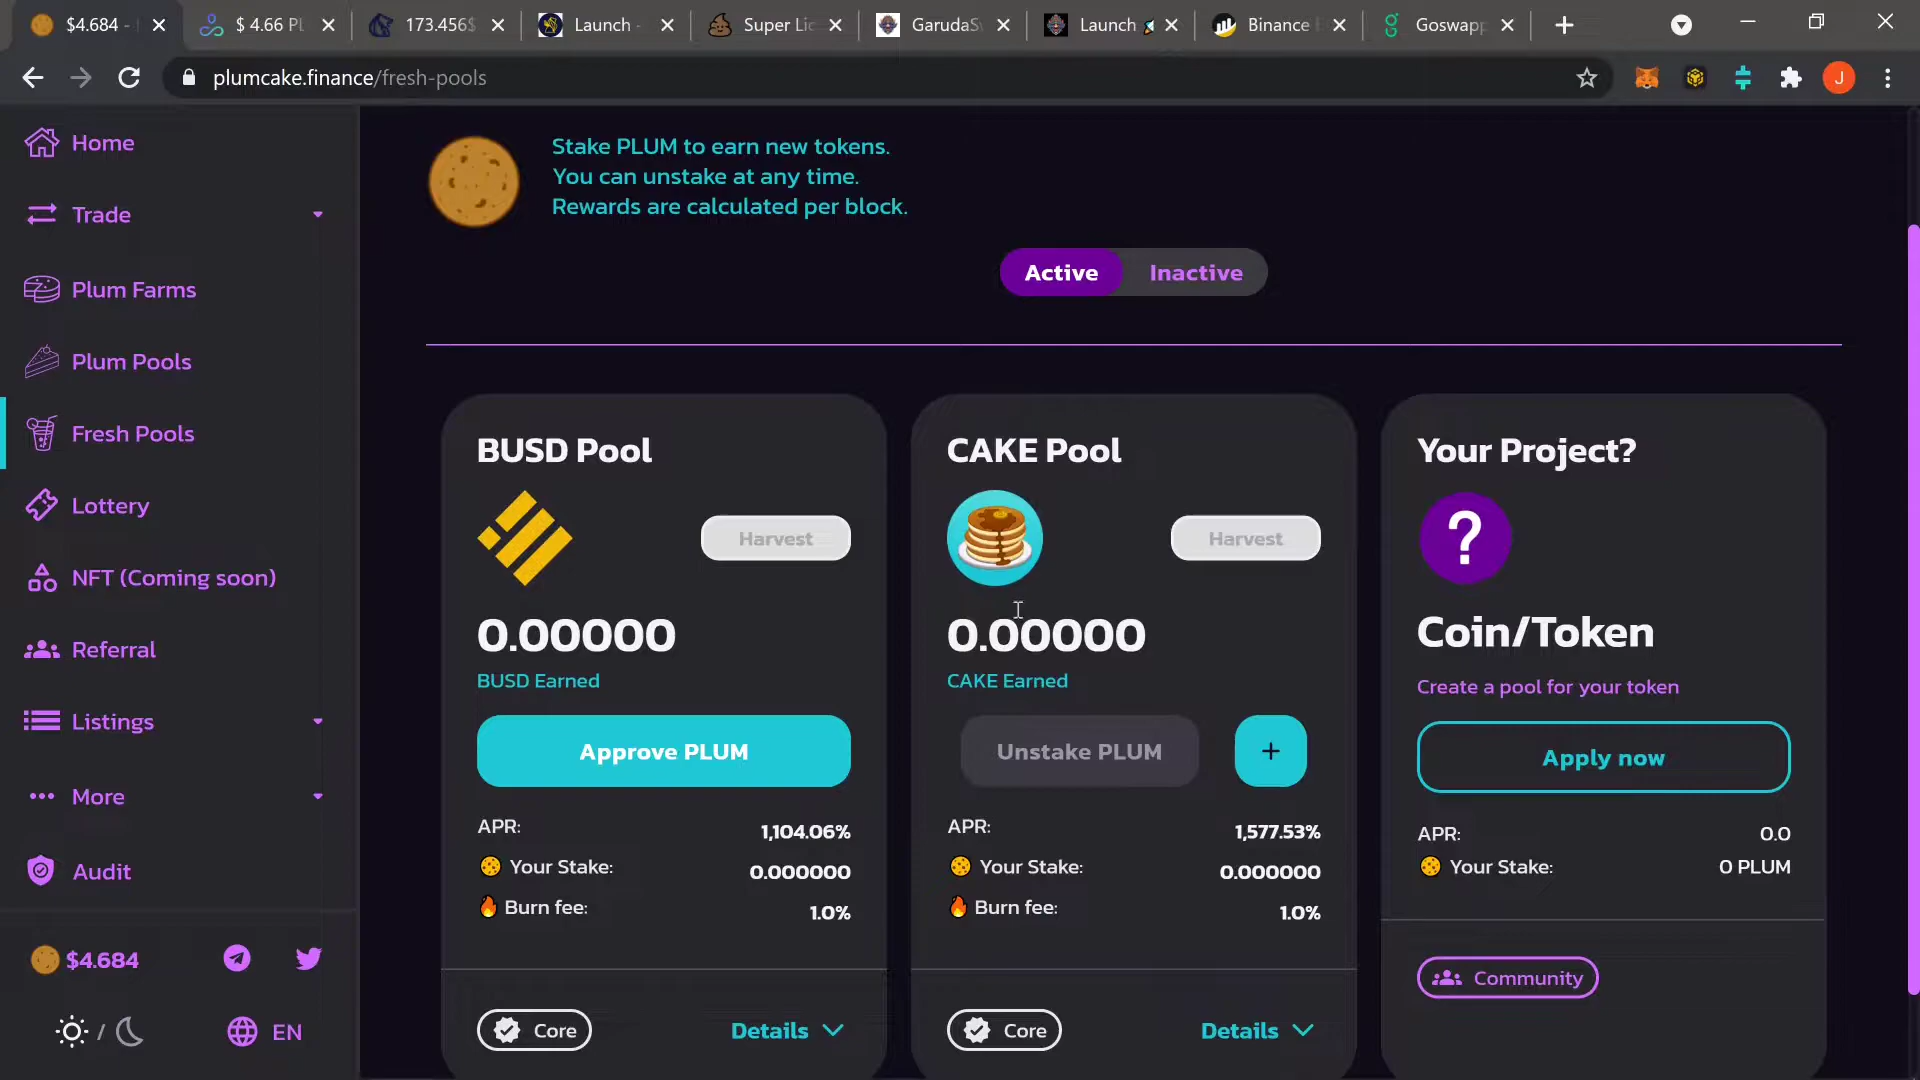 $4.684 -
$ 4.66 PL
173.456$
Launch -
Super Lic
GarudaSw
Launch
Binance
Goswapp
plumcake.finance/fresh-pools
J
Home
Trade
Plum Farms
Plum Pools
Fresh Pools
Lottery
NFT (Coming soon)
Referral
Listings
More
Audit
$4.684
/
EN
Stake PLUM to earn new tokens.
You can unstake at any time.
Rewards are calculated per block.
Active
Inactive
BUSD Pool
Harvest
0.00000
BUSD Earned
Approve PLUM
APR: 1,104.06%
Your Stake: 0.000000
Burn fee: 1.0%
Core
Details
CAKE Pool
Harvest
0.00000
CAKE Earned
Unstake PLUM
+
APR: 1,577.53%
Your Stake: 0.000000
Burn fee: 1.0%
Core
Details
Your Project?
?
Coin/Token
Create a pool for your token
Apply now
APR: 0.0
Your Stake: 0 PLUM
Community